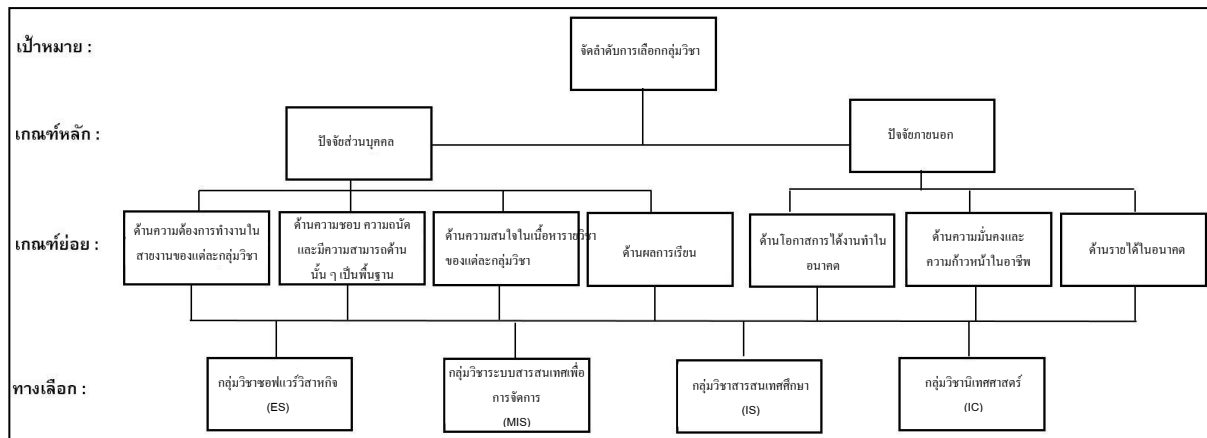 เป้าหมาย :
จัดลำดับการเลือกกลุ่มวิชา
เกณฑ์หลัก :
ปัจจัยส่วนบุคคล
ปัจจัยภายนอก
เกณฑ์ย่อย :
ด้านความต้องการทำงานใน
สายงานของแต่ละกลุ่มวิชา
ด้านความชอบ ความถนัด
และมีความสามารถด้าน
นั้น ๆ เป็นพื้นฐาน
ด้านความสนใจในเนื้อหารายวิชา
ของแต่ละกลุ่มวิชา
ด้านผลการเรียน
ด้านโอกาสการได้งานทำใน
อนาคต
ด้านความมั่นคงและ
ความก้าวหน้าในอาชีพ
ด้านรายได้ในอนาคต
ทางเลือก :
กลุ่มวิชาซอฟแวร์วิสาหกิจ
(ES)
กลุ่มวิชาระบบสารสนเทศเพื่อ
การจัดการ
(MIS)
กลุ่มวิชาสารสนเทศศึกษา
(IS)
กลุ่มวิชานิเทศศาสตร์
(IC)